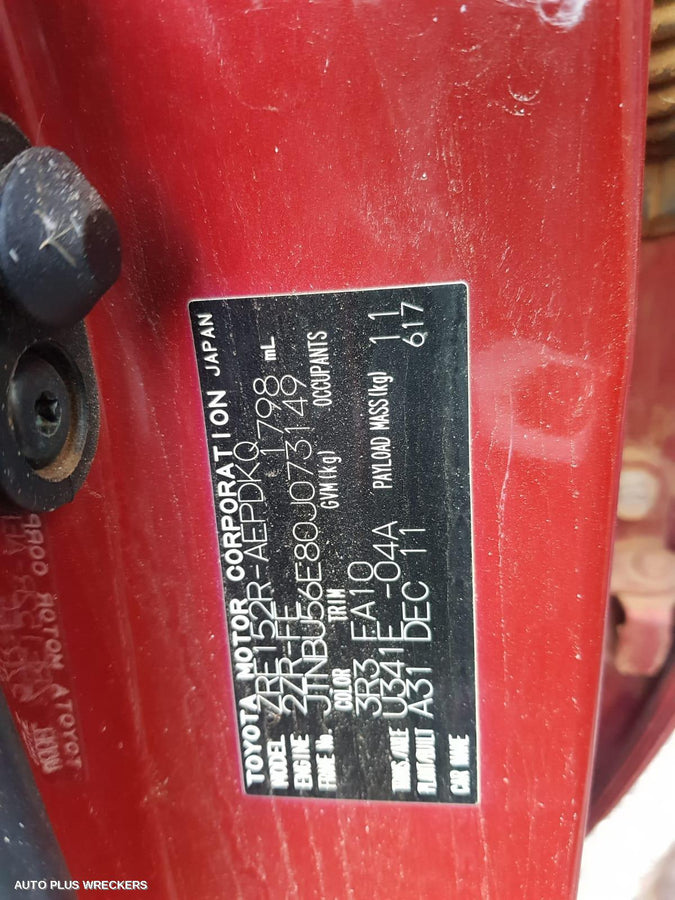 TOYOTA MOTOR CORPORATION JAPAN
MODEL ZRE152R-AEPDKQ
ENGINE 2ZR-FE 1798 mL
FRAME No. JTNBU56E80J073149
COLOR TRIM GVM(kg) OCCUPANTS
3R3 FA10
TRANS./AXLE U341E -04A PAYLOAD MASS(kg) 11
PLANT/BUILT A31 DEC 11 617
CAR NAME
AUTO PLUS WRECKERS